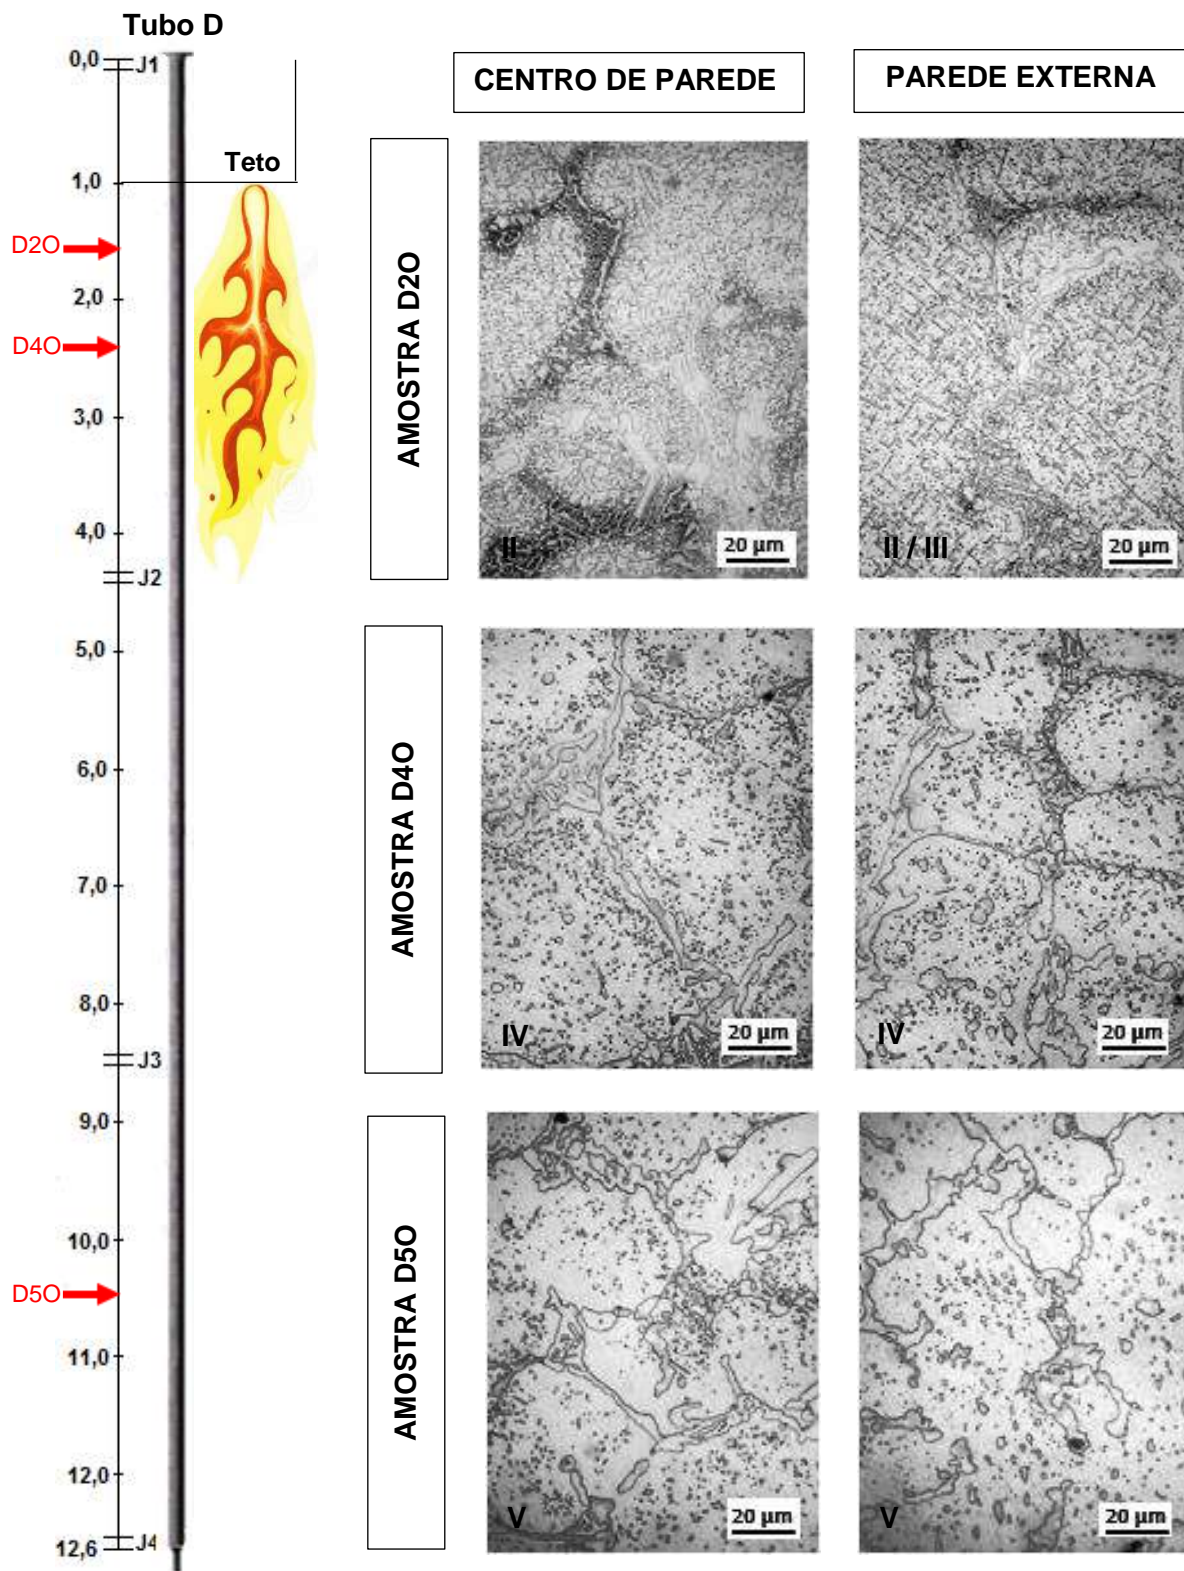 Tubo D
0,0
J1
Teto
1,0
D2O
2,0
D4O
3,0
4,0
J2
5,0
6,0
7,0
8,0
J3
9,0
10,0
D5O
11,0
12,0
12,6
J4
CENTRO DE PAREDE
PAREDE EXTERNA
AMOSTRA D2O
II
20 µm
II / III
20 µm
AMOSTRA D4O
IV
20 µm
IV
20 µm
AMOSTRA D5O
V
20 µm
V
20 µm